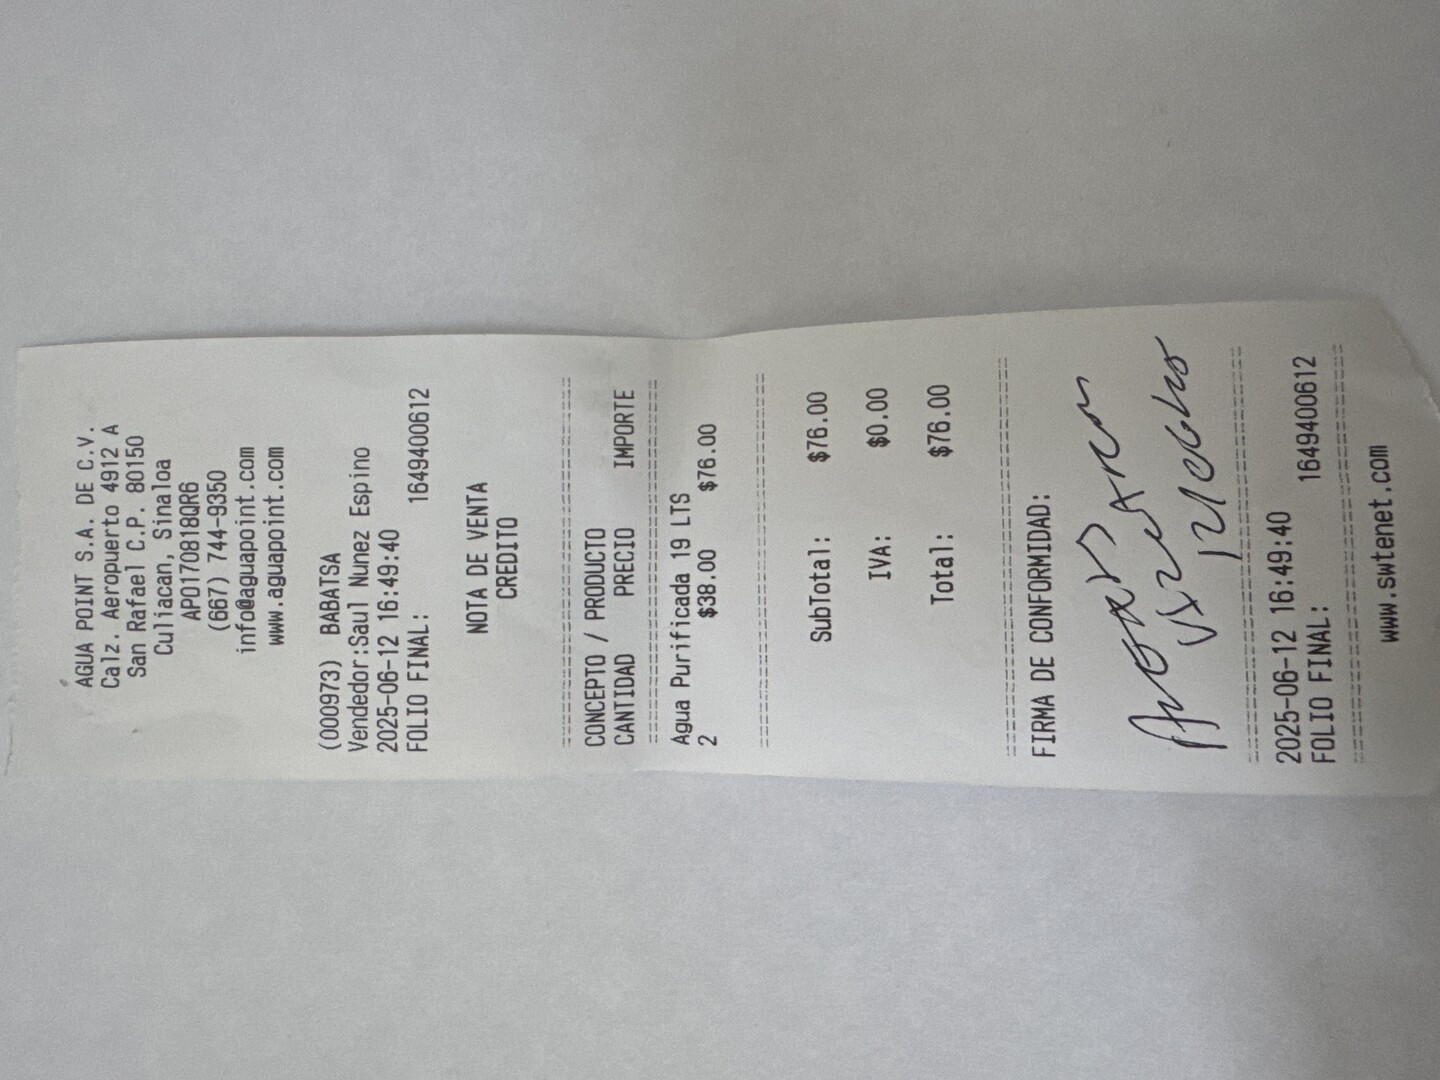 AGUA POINT S.A. DE C.V.
Calz. Aeropuerto 4912 A
San Rafael C.P. 80150
Culiacan, Sinaloa
APO170818QR6
(667) 744-9350
info@aguapoint.com
www.aguapoint.com
(000973) BABATSA
Vendedor:Saul Nunez Espino
2025-06-12 16:49:40
FOLIO FINAL: 1649400612
NOTA DE VENTA
CREDITO
CONCEPTO / PRODUCTO
CANTIDAD PRECIO IMPORTE
Agua Purificada 19 LTS
2 $38.00 $76.00
SubTotal: $76.00
IVA: $0.00
Total: $76.00
FIRMA DE CONFORMIDAD:
2025-06-12 16:49:40
FOLIO FINAL: 1649400612
www.swtenet.com